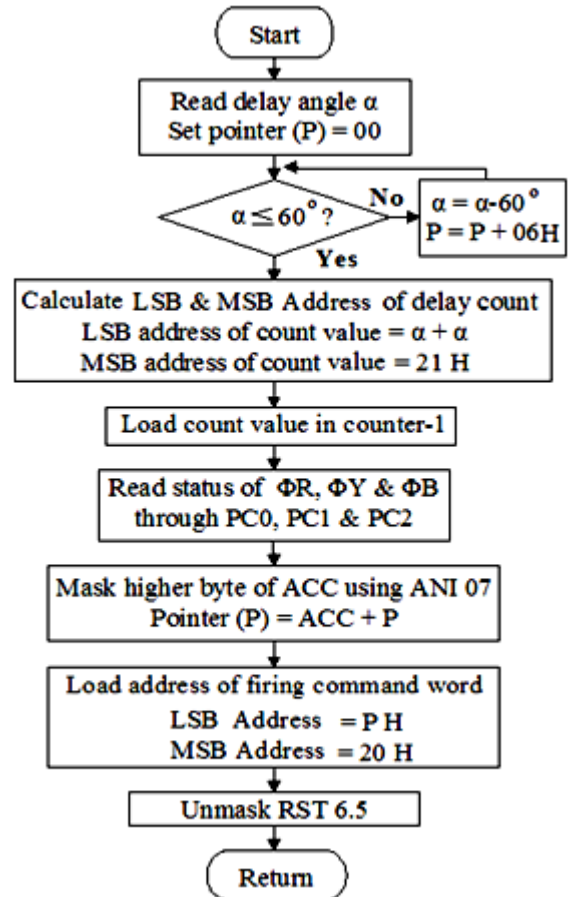 Start
Read delay angle α
Set pointer (P) = 00
α ≤ 60° ?
No
α = α-60°
P = P + 06H
Yes
Calculate LSB & MSB Address of delay count
LSB address of count value = α + α
MSB address of count value = 21 H
Load count value in counter-1
Read status of ΦR, ΦY & ΦB
through PC0, PC1 & PC2
Mask higher byte of ACC using ANI 07
Pointer (P) = ACC + P
Load address of firing command word
LSB Address = P H
MSB Address = 20 H
Unmask RST 6.5
Return